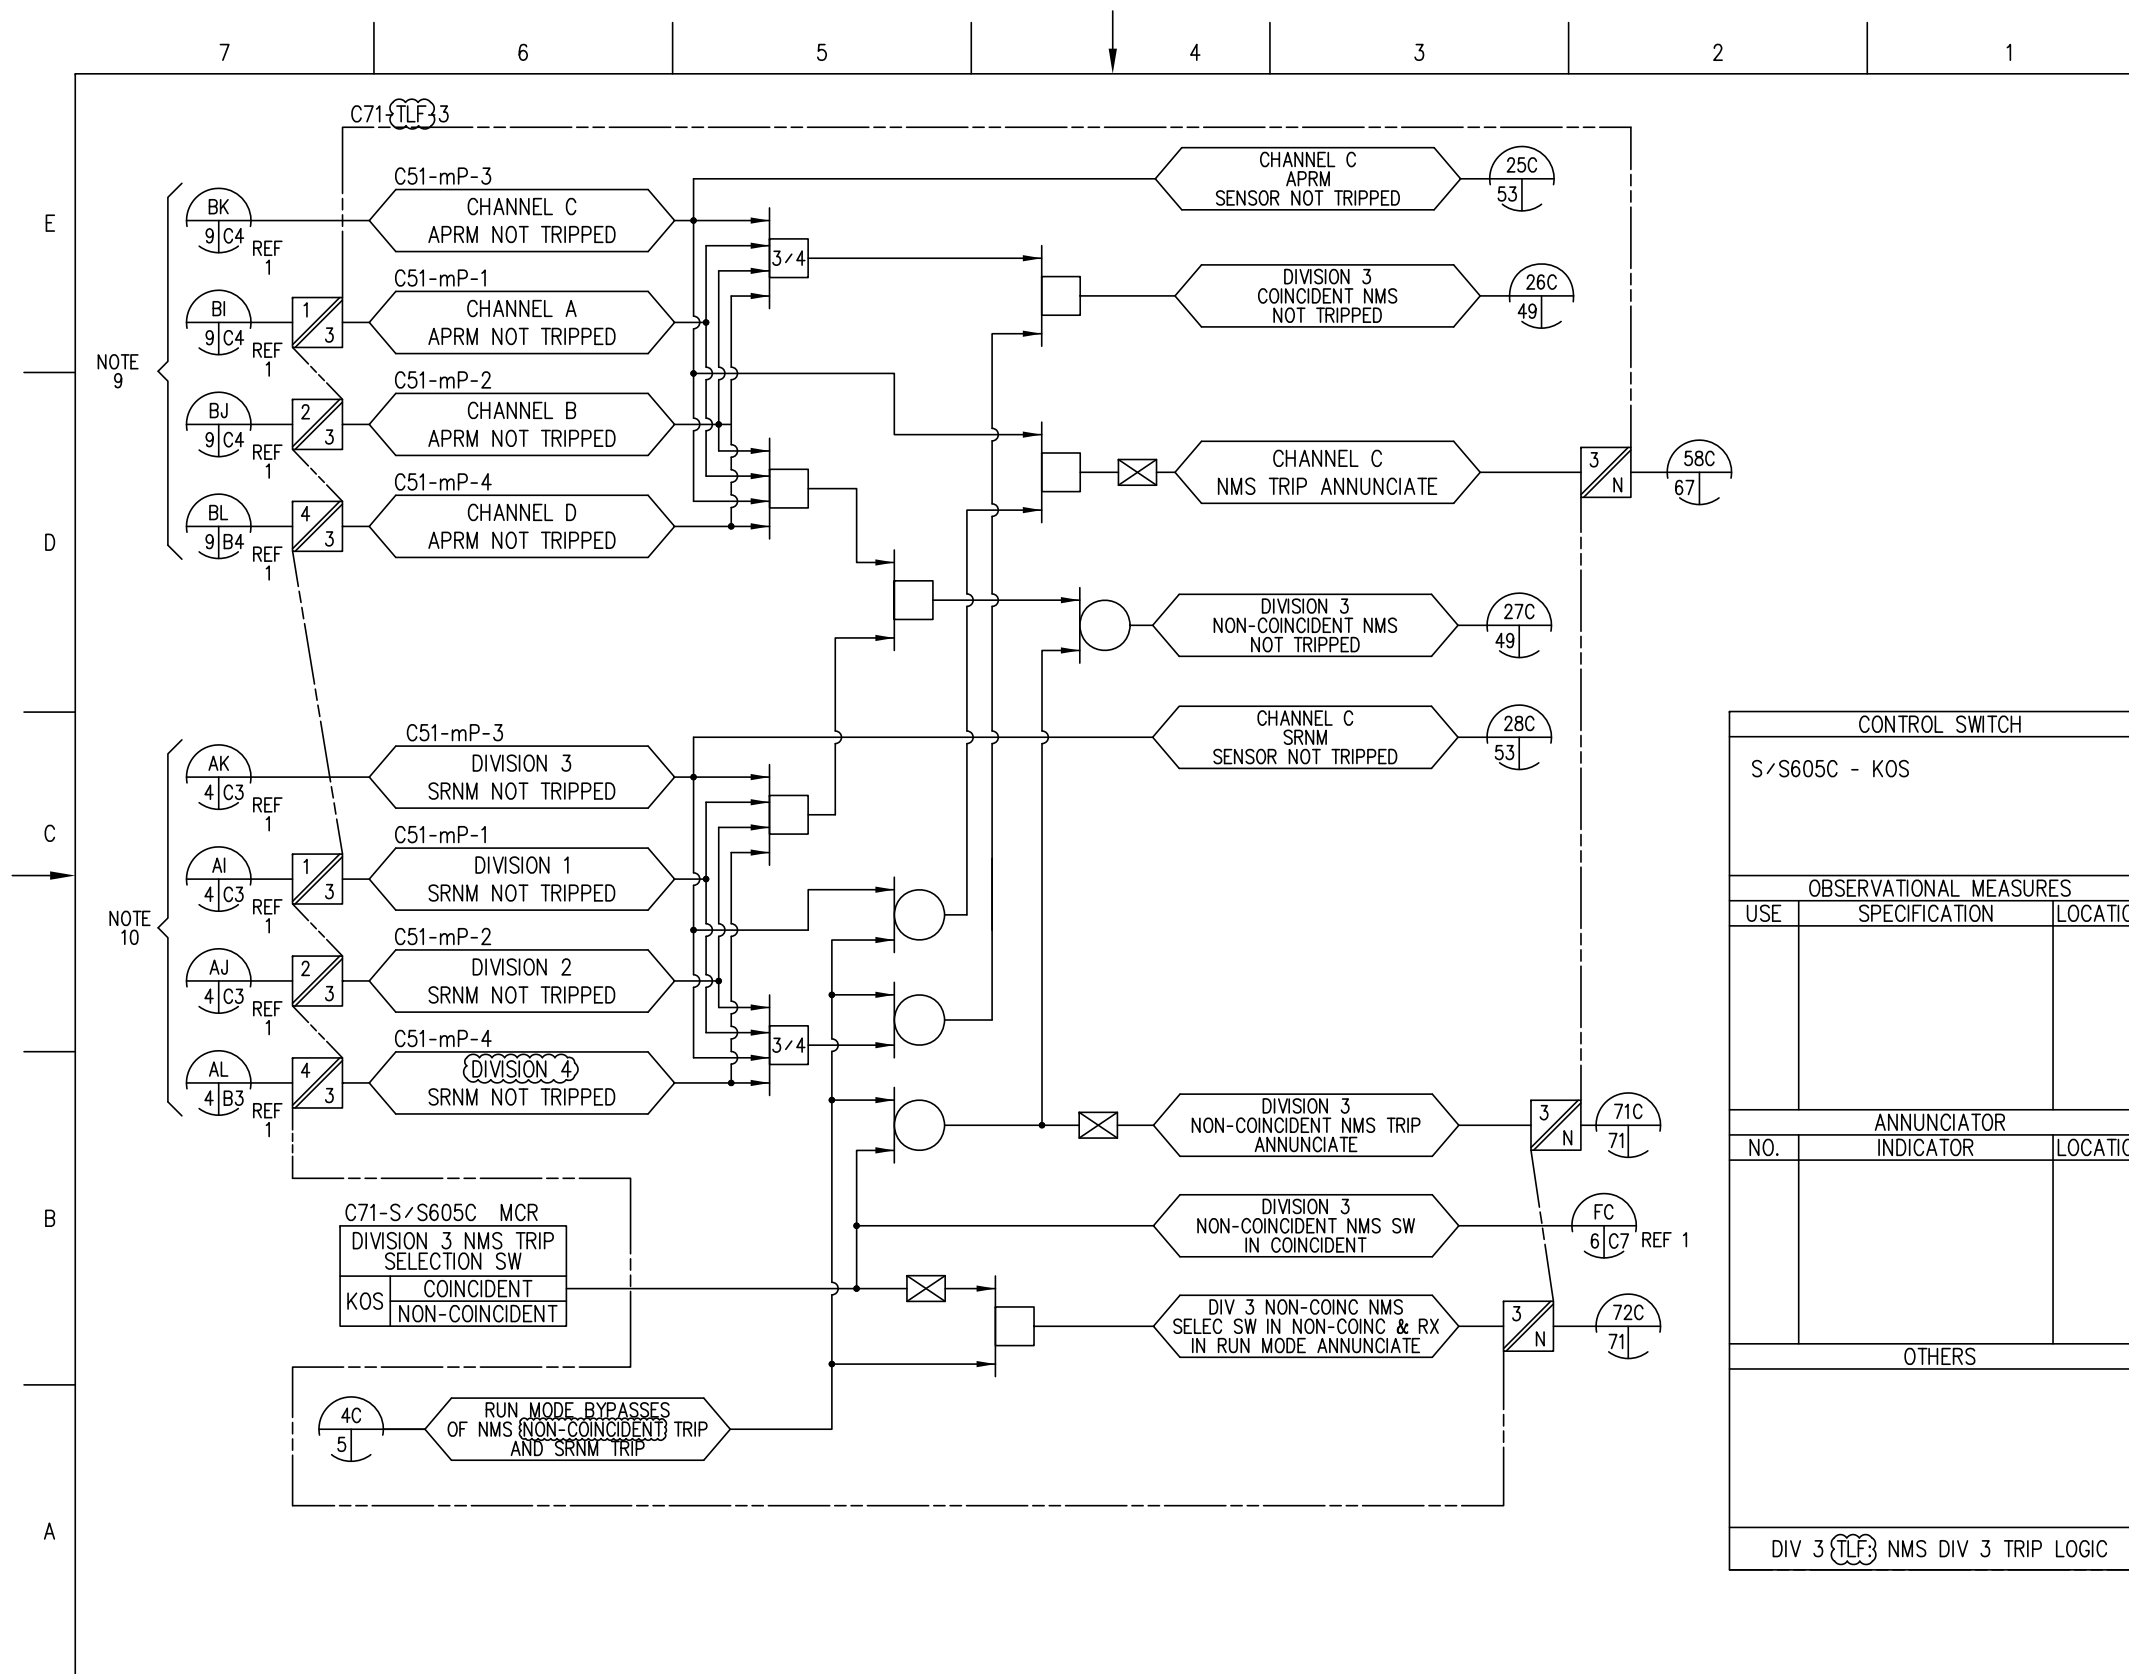 7 6 5 4 3 2 1
C71-TLF-3
E
D
C
B
A
NOTE
9
BK
9 C4
REF
1
C51-mP-3
CHANNEL C
APRM NOT TRIPPED
BI
9 C4
REF
1
1
3
C51-mP-1
CHANNEL A
APRM NOT TRIPPED
BJ
9 C4
REF
1
2
3
C51-mP-2
CHANNEL B
APRM NOT TRIPPED
BL
9 B4
REF
1
4
3
C51-mP-4
CHANNEL D
APRM NOT TRIPPED
3/4
CHANNEL C
APRM
SENSOR NOT TRIPPED
25C
53
DIVISION 3
COINCIDENT NMS
NOT TRIPPED
26C
49
CHANNEL C
NMS TRIP ANNUNCIATE
3
N
58C
67
DIVISION 3
NON-COINCIDENT NMS
NOT TRIPPED
27C
49
CHANNEL C
SRNM
SENSOR NOT TRIPPED
28C
53
NOTE
10
AK
4 C3
REF
1
C51-mP-3
DIVISION 3
SRNM NOT TRIPPED
AI
4 C3
REF
1
1
3
C51-mP-1
DIVISION 1
SRNM NOT TRIPPED
AJ
4 C3
REF
1
2
3
C51-mP-2
DIVISION 2
SRNM NOT TRIPPED
AL
4 B3
REF
1
4
3
C51-mP-4
DIVISION 4
SRNM NOT TRIPPED
3/4
DIVISION 3
NON-COINCIDENT NMS TRIP
ANNUNCIATE
3
N
71C
71
DIVISION 3
NON-COINCIDENT NMS SW
IN COINCIDENT
FC
6 C7
REF 1
C71-S/S605C MCR
DIVISION 3 NMS TRIP
SELECTION SW
KOS
COINCIDENT
NON-COINCIDENT
DIV 3 NON-COINC NMS
SELEC SW IN NON-COINC & RX
IN RUN MODE ANNUNCIATE
3
N
72C
71
4C
5
RUN MODE BYPASSES
OF NMS NON-COINCIDENT TRIP
AND SRNM TRIP
CONTROL SWITCH
S/S605C - KOS
OBSERVATIONAL MEASURES
USE SPECIFICATION LOCATIO
ANNUNCIATOR
NO. INDICATOR LOCATIO
OTHERS
DIV 3 TLF: NMS DIV 3 TRIP LOGIC